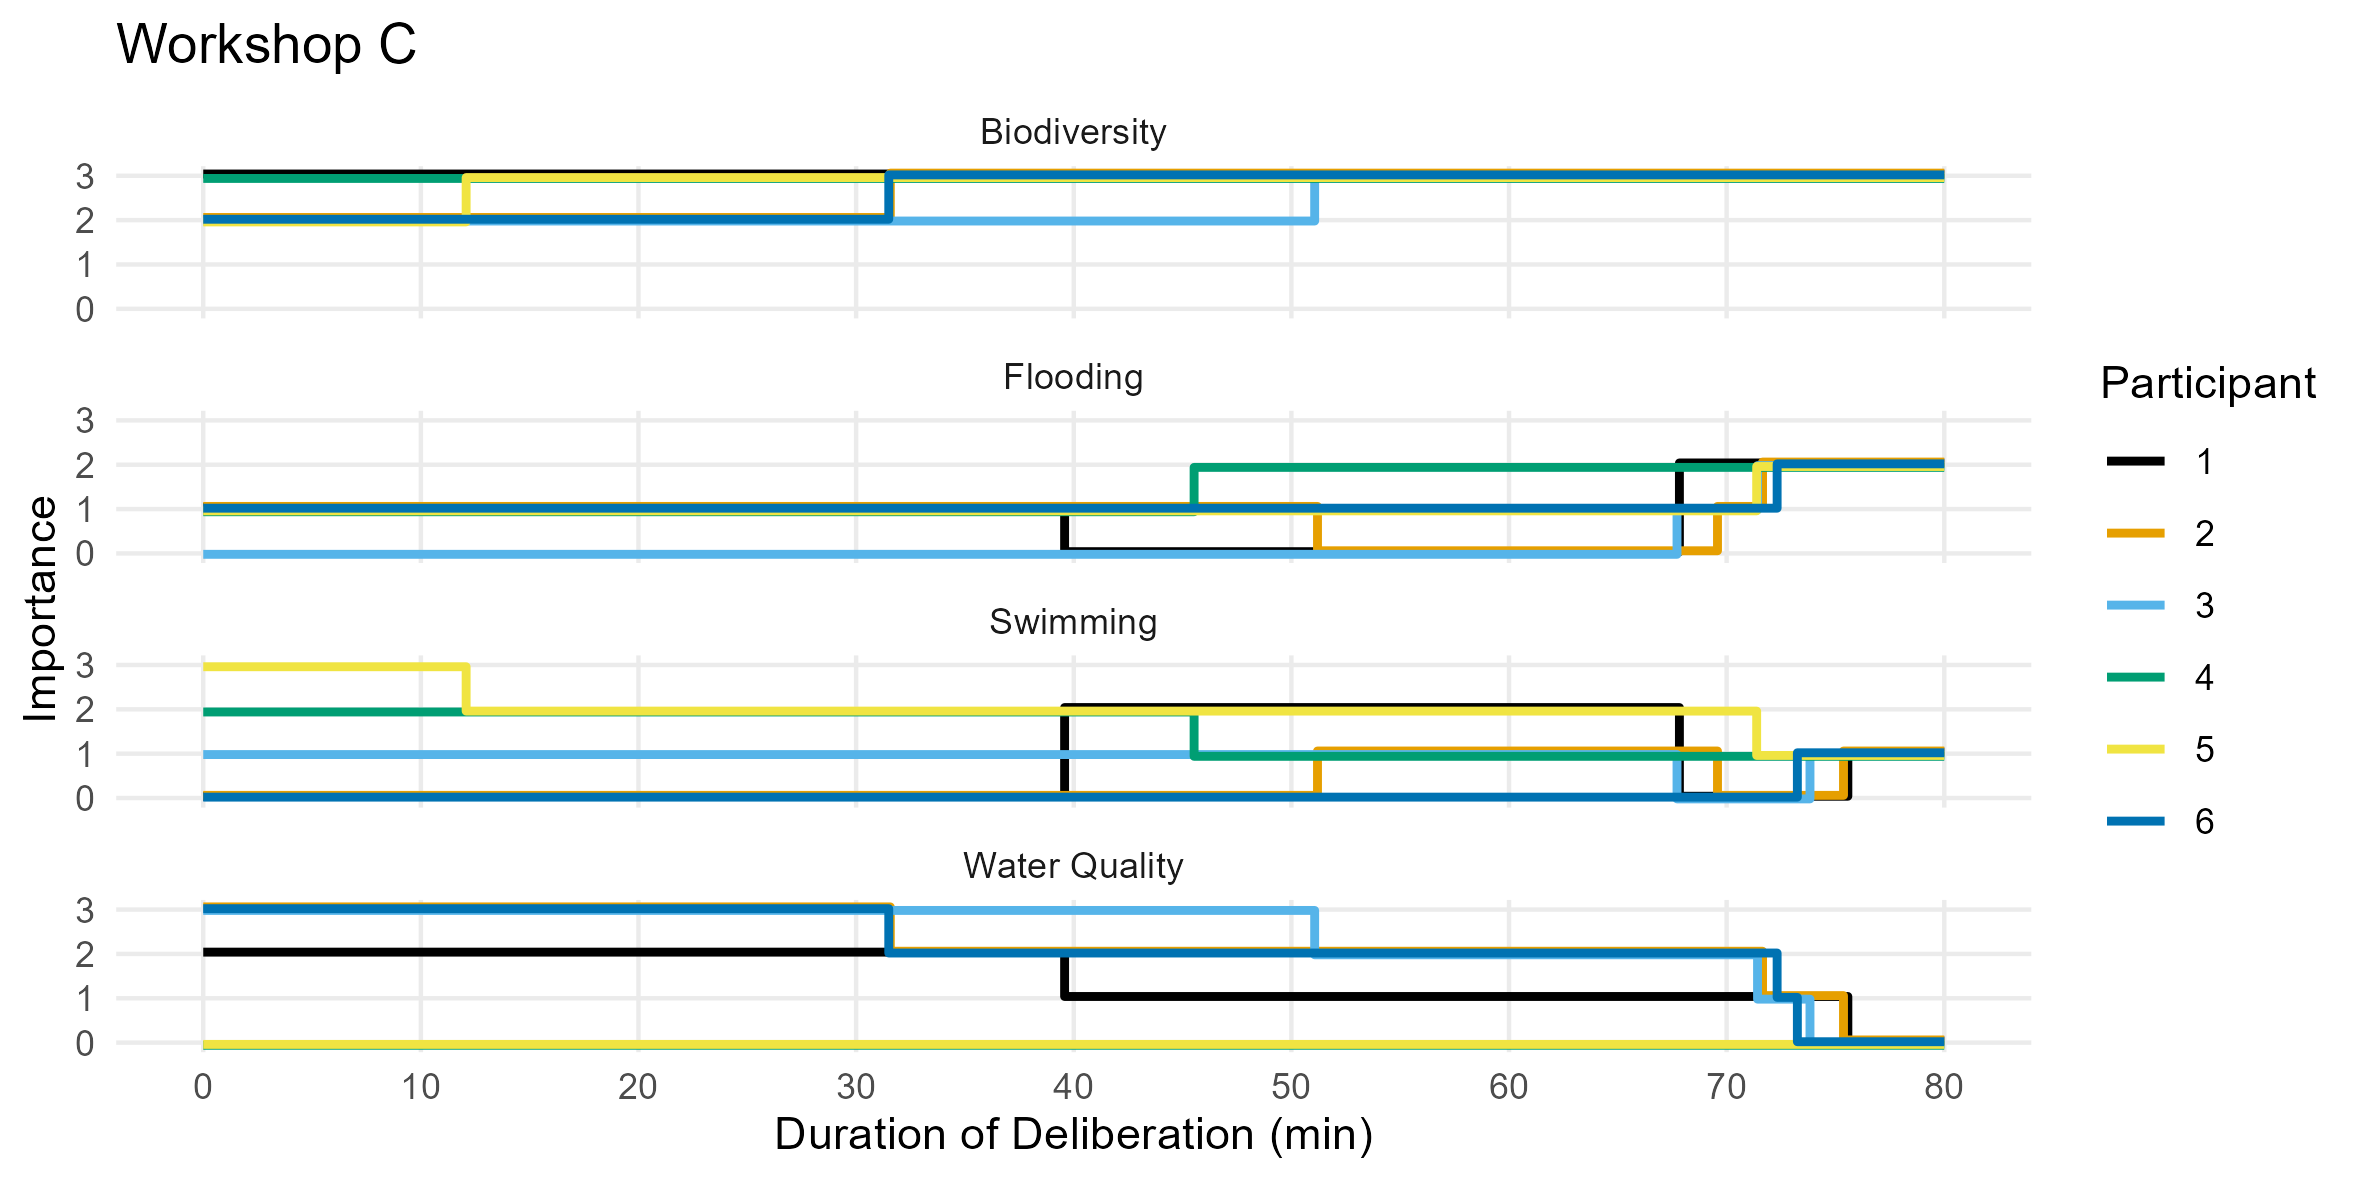 Workshop C
Biodiversity
3
2
1
0
Flooding
3
2
1
0
Swimming
3
2
1
0
Water Quality
3
2
1
0
0 10 20 30 40 50 60 70 80
Duration of Deliberation (min)
Importance
Participant
1
2
3
4
5
6